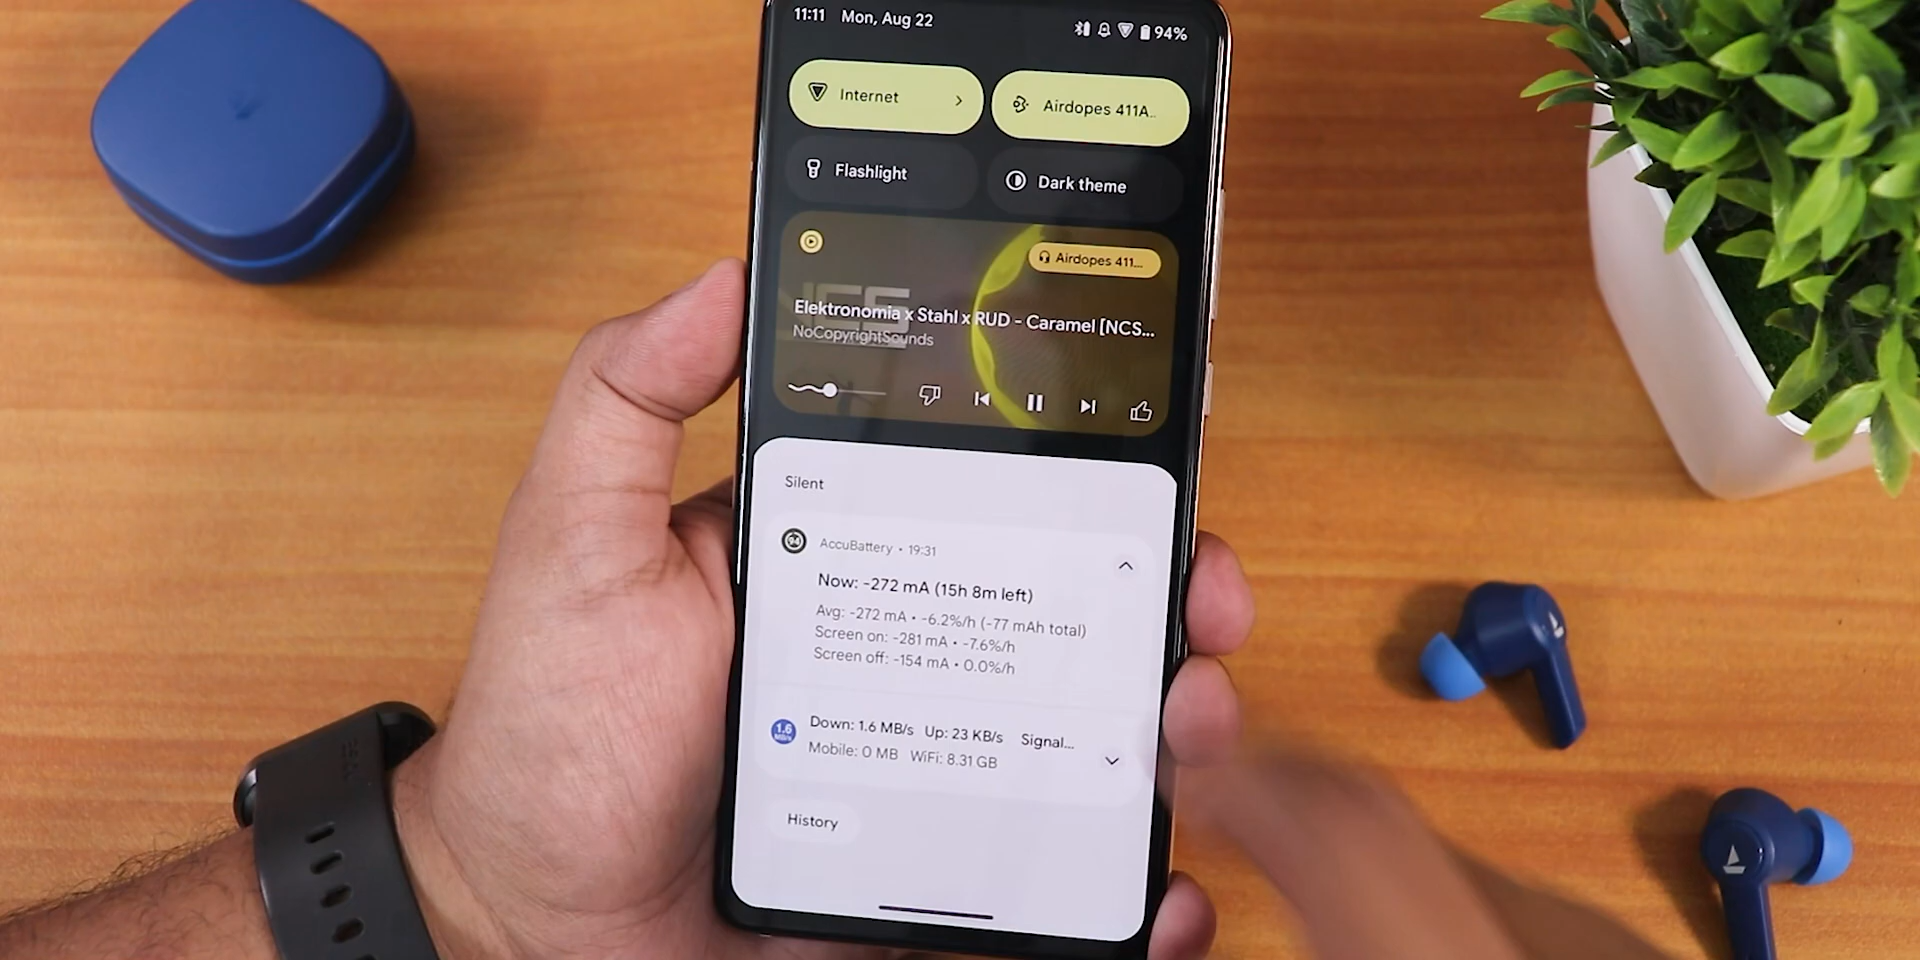 11:11 Mon, Aug 22
94%
Internet
Airdopes 411A..
Flashlight
Dark theme
Airdopes 411...
Elektronomia x Stahl x RUD - Caramel [NCS...
NoCopyrightSounds
Silent
94
AccuBattery • 19:31
Now: -272 mA (15h 8m left)
Avg: -272 mA • -6.2%/h (-77 mAh total)
Screen on: -281 mA • -7.6%/h
Screen off: -154 mA • 0.0%/h
1.6
MB/s
Down: 1.6 MB/s Up: 23 KB/s Signal...
Mobile: 0 MB WiFi: 8.31 GB
History